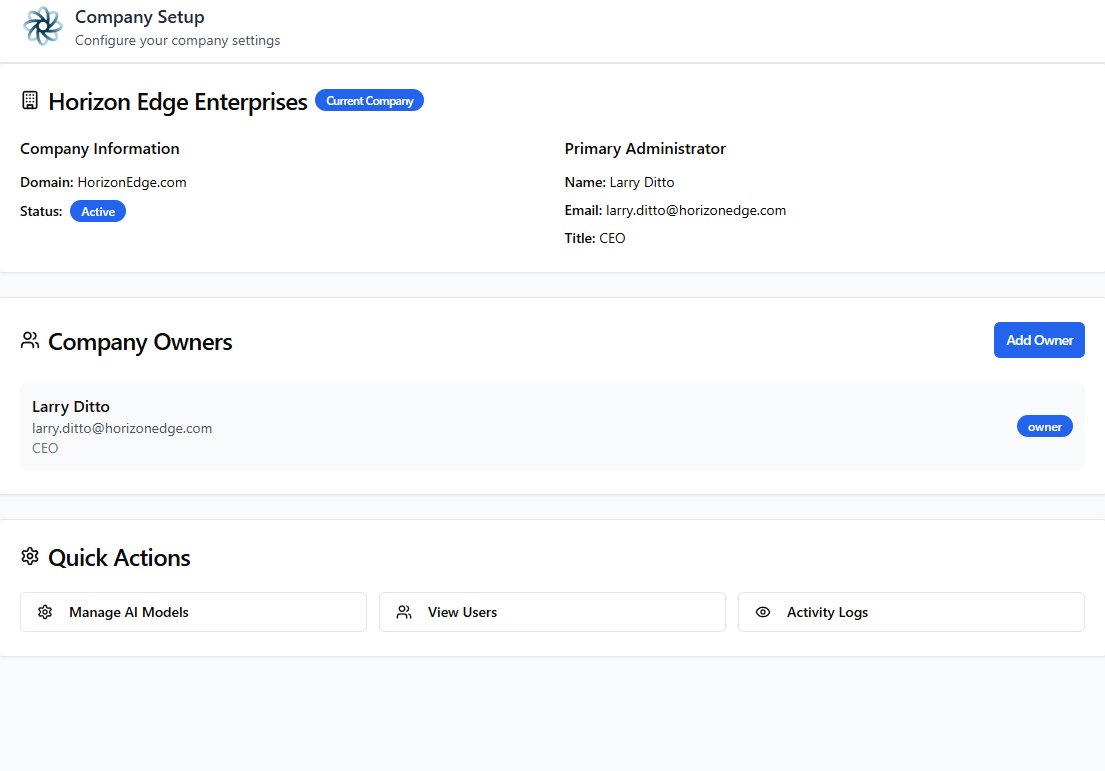 Company Setup
Configure your company settings
Horizon Edge Enterprises Current Company
Company Information
Domain: HorizonEdge.com
Status: Active
Primary Administrator
Name: Larry Ditto
Email: larry.ditto@horizonedge.com
Title: CEO
Company Owners
Add Owner
Larry Ditto
larry.ditto@horizonedge.com
CEO
owner
Quick Actions
Manage AI Models
View Users
Activity Logs